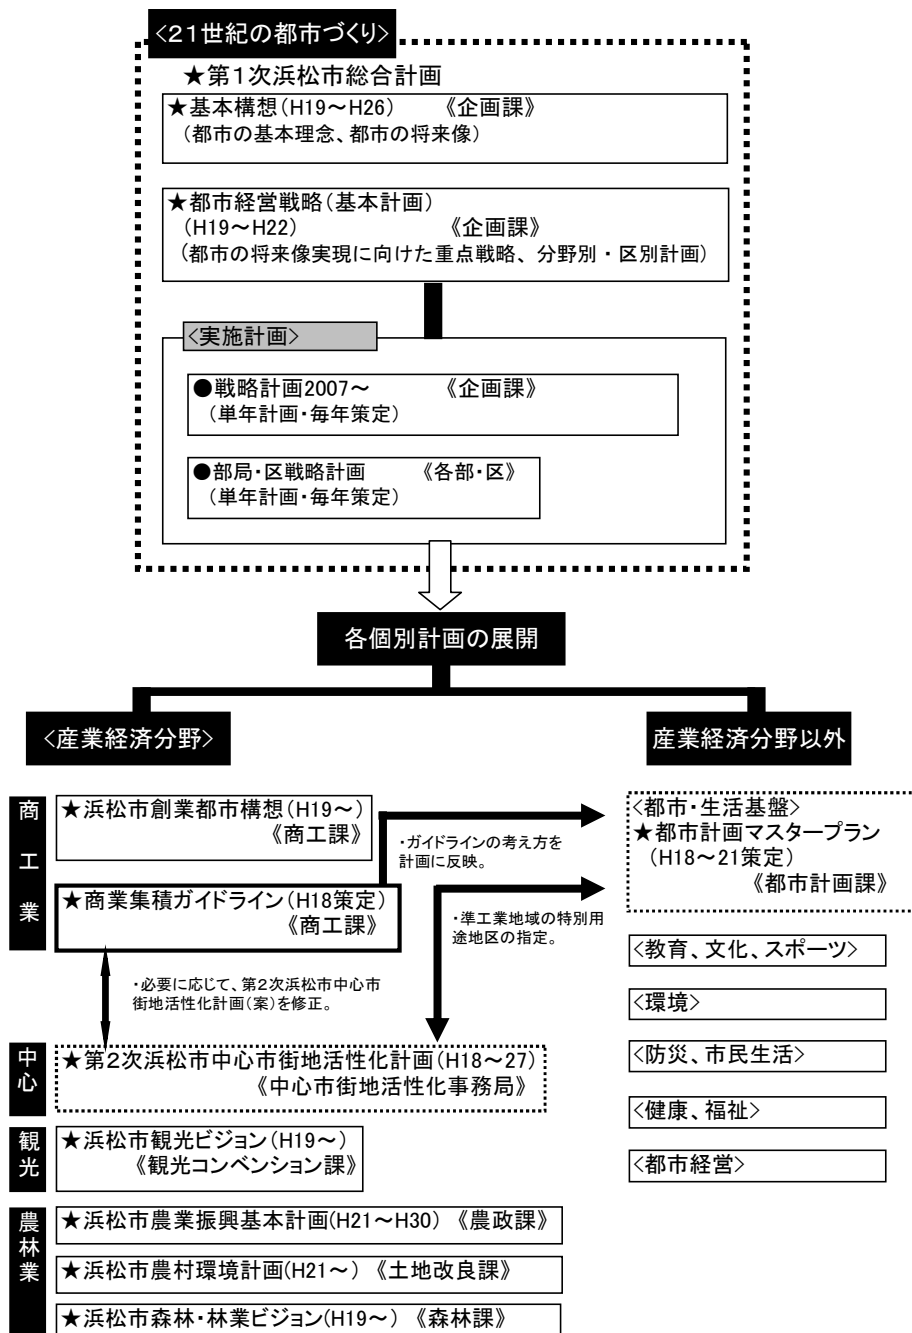 <21世紀の都市づくり>
★第1次浜松市総合計画
★基本構想(H19～H26) 《企画課》
(都市の基本理念、都市の将来像)
★都市経営戦略(基本計画)
(H19～H22) 《企画課》
(都市の将来像実現に向けた重点戦略、分野別・区別計画)
<実施計画>
●戦略計画2007～ 《企画課》
(単年計画・毎年策定)
●部局・区戦略計画 《各部・区》
(単年計画・毎年策定)
各個別計画の展開
<産業経済分野>
産業経済分野以外
商工業
★浜松市創業都市構想(H19～)
《商工課》
★商業集積ガイドライン(H18策定)
《商工課》
・ガイドラインの考え方を
計画に反映。
・準工業地域の特別用
途地区の指定。
・必要に応じて、第2次浜松市中心市
街地活性化計画(案)を修正。
<都市・生活基盤>
★都市計画マスタープラン
(H18～21策定)
《都市計画課》
<教育、文化、スポーツ>
<環境>
<防災、市民生活>
<健康、福祉>
<都市経営>
中心
★第2次浜松市中心市街地活性化計画(H18～27)
《中心市街地活性化事務局》
観光
★浜松市観光ビジョン(H19～)
《観光コンベンション課》
農林業
★浜松市農業振興基本計画(H21～H30) 《農政課》
★浜松市農村環境計画(H21～) 《土地改良課》
★浜松市森林・林業ビジョン(H19～) 《森林課》